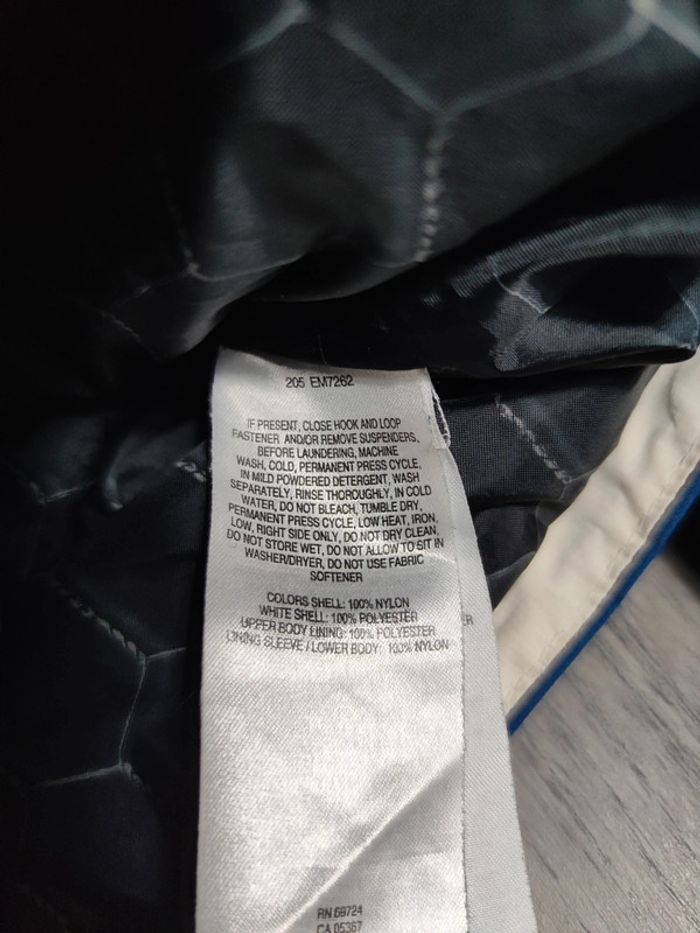 205 EM7262
IF PRESENT, CLOSE HOOK AND LOOP
FASTENER AND/OR REMOVE SUSPENDERS,
BEFORE LAUNDERING, MACHINE
WASH, COLD, PERMANENT PRESS CYCLE,
IN MILD POWDERED DETERGENT, WASH
SEPARATELY, RINSE THOROUGHLY, IN COLD
WATER, DO NOT BLEACH, TUMBLE DRY,
PERMANENT PRESS CYCLE, LOW HEAT, IRON,
LOW, RIGHT SIDE ONLY, DO NOT DRY CLEAN,
DO NOT STORE WET, DO NOT ALLOW TO SIT IN
WASHER/DRYER, DO NOT USE FABRIC
SOFTENER
COLORS SHELL: 100% NYLON
WHITE SHELL: 100% POLYESTER
UPPER BODY LINING: 100% POLYESTER
LINING SLEEVE / LOWER BODY: 100% NYLON
RN 69724
CA 05367